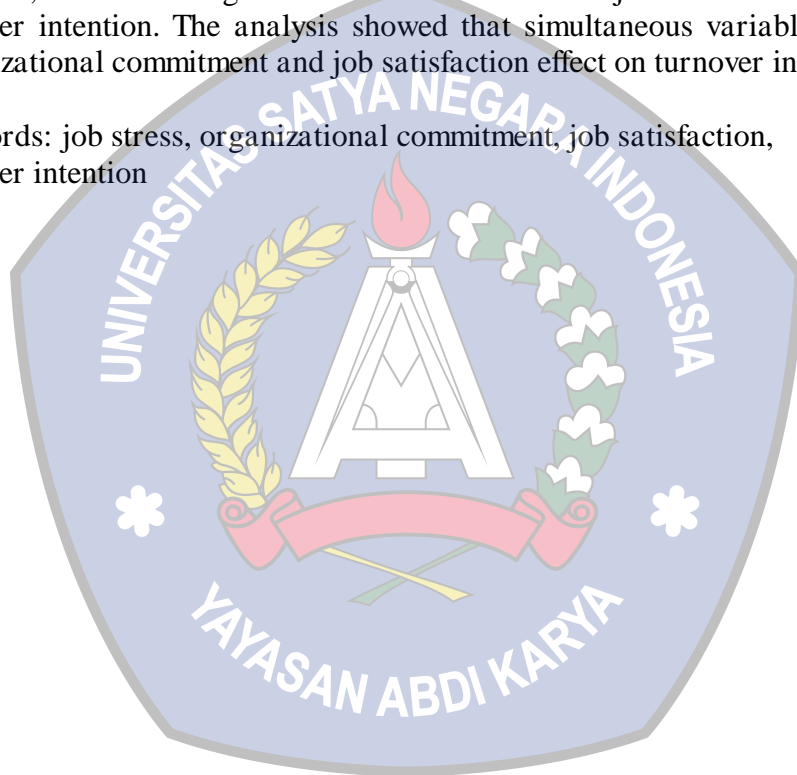 er intention. The analysis showed that simultaneous variabl
izational commitment and job satisfaction effect on turnover in
ords: job stress, organizational commitment, job satisfaction,
er intention
UNIVERSITAS SATYA NEGARA INDONESIA
YAYASAN ABDI KARYA